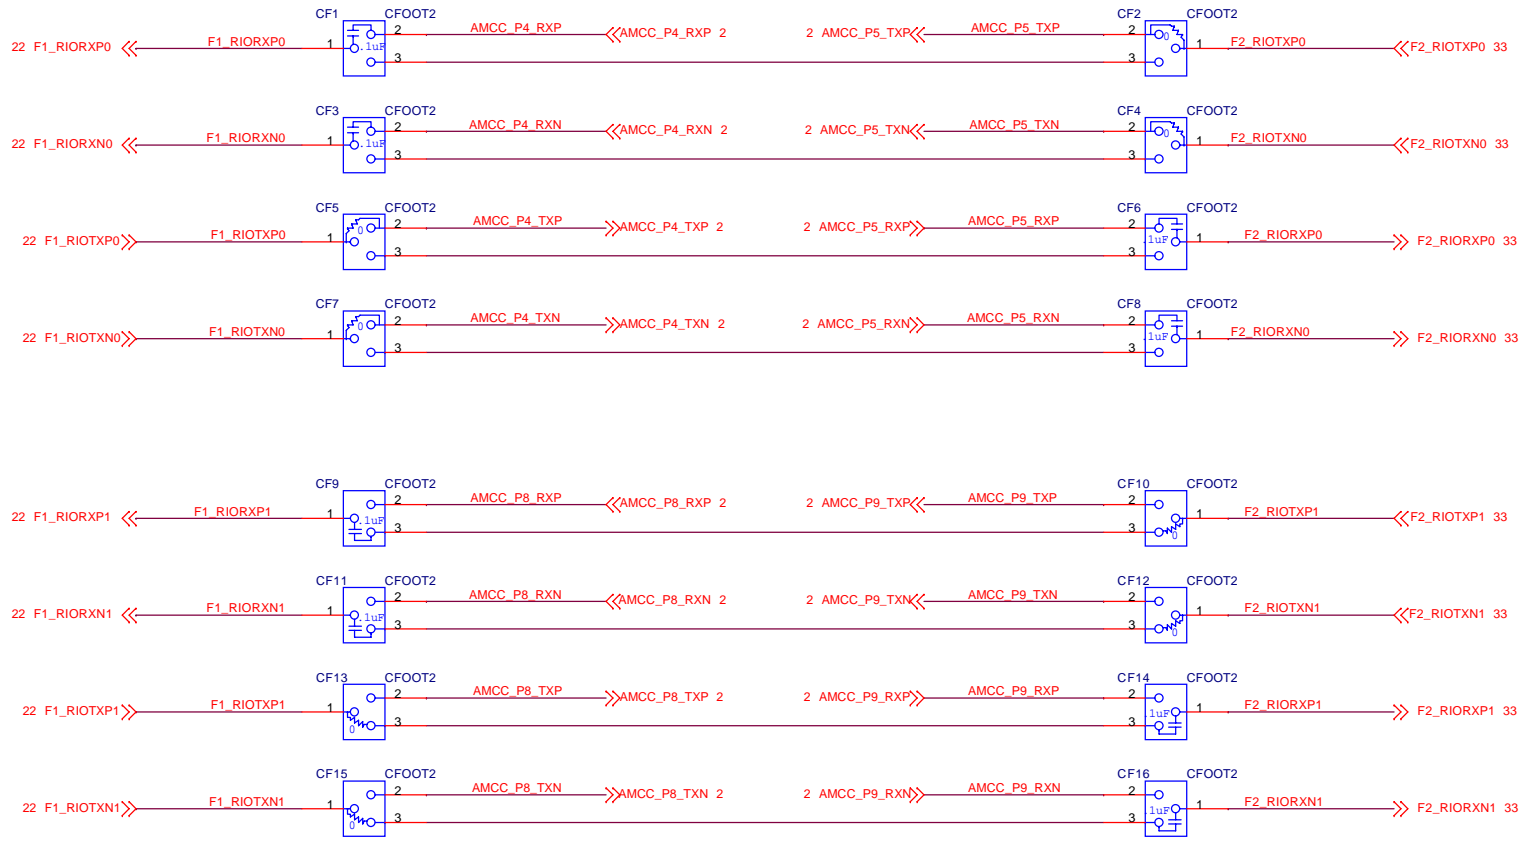 CF1 CFOOT2 CF2 CFOOT2
22 F1_RIORXP0 F1_RIORXP0 1 .1uF 2 3 AMCC_P4_RXP AMCC_P4_RXP 2 2 AMCC_P5_TXP AMCC_P5_TXP 2 3 0 1 F2_RIOTXP0 F2_RIOTXP0 33
CF3 CFOOT2 CF4 CFOOT2
22 F1_RIORXN0 F1_RIORXN0 1 .1uF 2 3 AMCC_P4_RXN AMCC_P4_RXN 2 2 AMCC_P5_TXN AMCC_P5_TXN 2 3 0 1 F2_RIOTXN0 F2_RIOTXN0 33
CF5 CFOOT2 CF6 CFOOT2
22 F1_RIOTXP0 F1_RIOTXP0 1 0 2 3 AMCC_P4_TXP AMCC_P4_TXP 2 2 AMCC_P5_RXP AMCC_P5_RXP 2 3 .1uF 1 F2_RIORXP0 F2_RIORXP0 33
CF7 CFOOT2 CF8 CFOOT2
22 F1_RIOTXN0 F1_RIOTXN0 1 0 2 3 AMCC_P4_TXN AMCC_P4_TXN 2 2 AMCC_P5_RXN AMCC_P5_RXN 2 3 .1uF 1 F2_RIORXN0 F2_RIORXN0 33
CF9 CFOOT2 CF10 CFOOT2
22 F1_RIORXP1 F1_RIORXP1 1 .1uF 2 3 AMCC_P8_RXP AMCC_P8_RXP 2 2 AMCC_P9_TXP AMCC_P9_TXP 2 3 0 1 F2_RIOTXP1 F2_RIOTXP1 33
CF11 CFOOT2 CF12 CFOOT2
22 F1_RIORXN1 F1_RIORXN1 1 .1uF 2 3 AMCC_P8_RXN AMCC_P8_RXN 2 2 AMCC_P9_TXN AMCC_P9_TXN 2 3 0 1 F2_RIOTXN1 F2_RIOTXN1 33
CF13 CFOOT2 CF14 CFOOT2
22 F1_RIOTXP1 F1_RIOTXP1 1 0 2 3 AMCC_P8_TXP AMCC_P8_TXP 2 2 AMCC_P9_RXP AMCC_P9_RXP 2 3 .1uF 1 F2_RIORXP1 F2_RIORXP1 33
CF15 CFOOT2 CF16 CFOOT2
22 F1_RIOTXN1 F1_RIOTXN1 1 0 2 3 AMCC_P8_TXN AMCC_P8_TXN 2 2 AMCC_P9_RXN AMCC_P9_RXN 2 3 .1uF 1 F2_RIORXN1 F2_RIORXN1 33